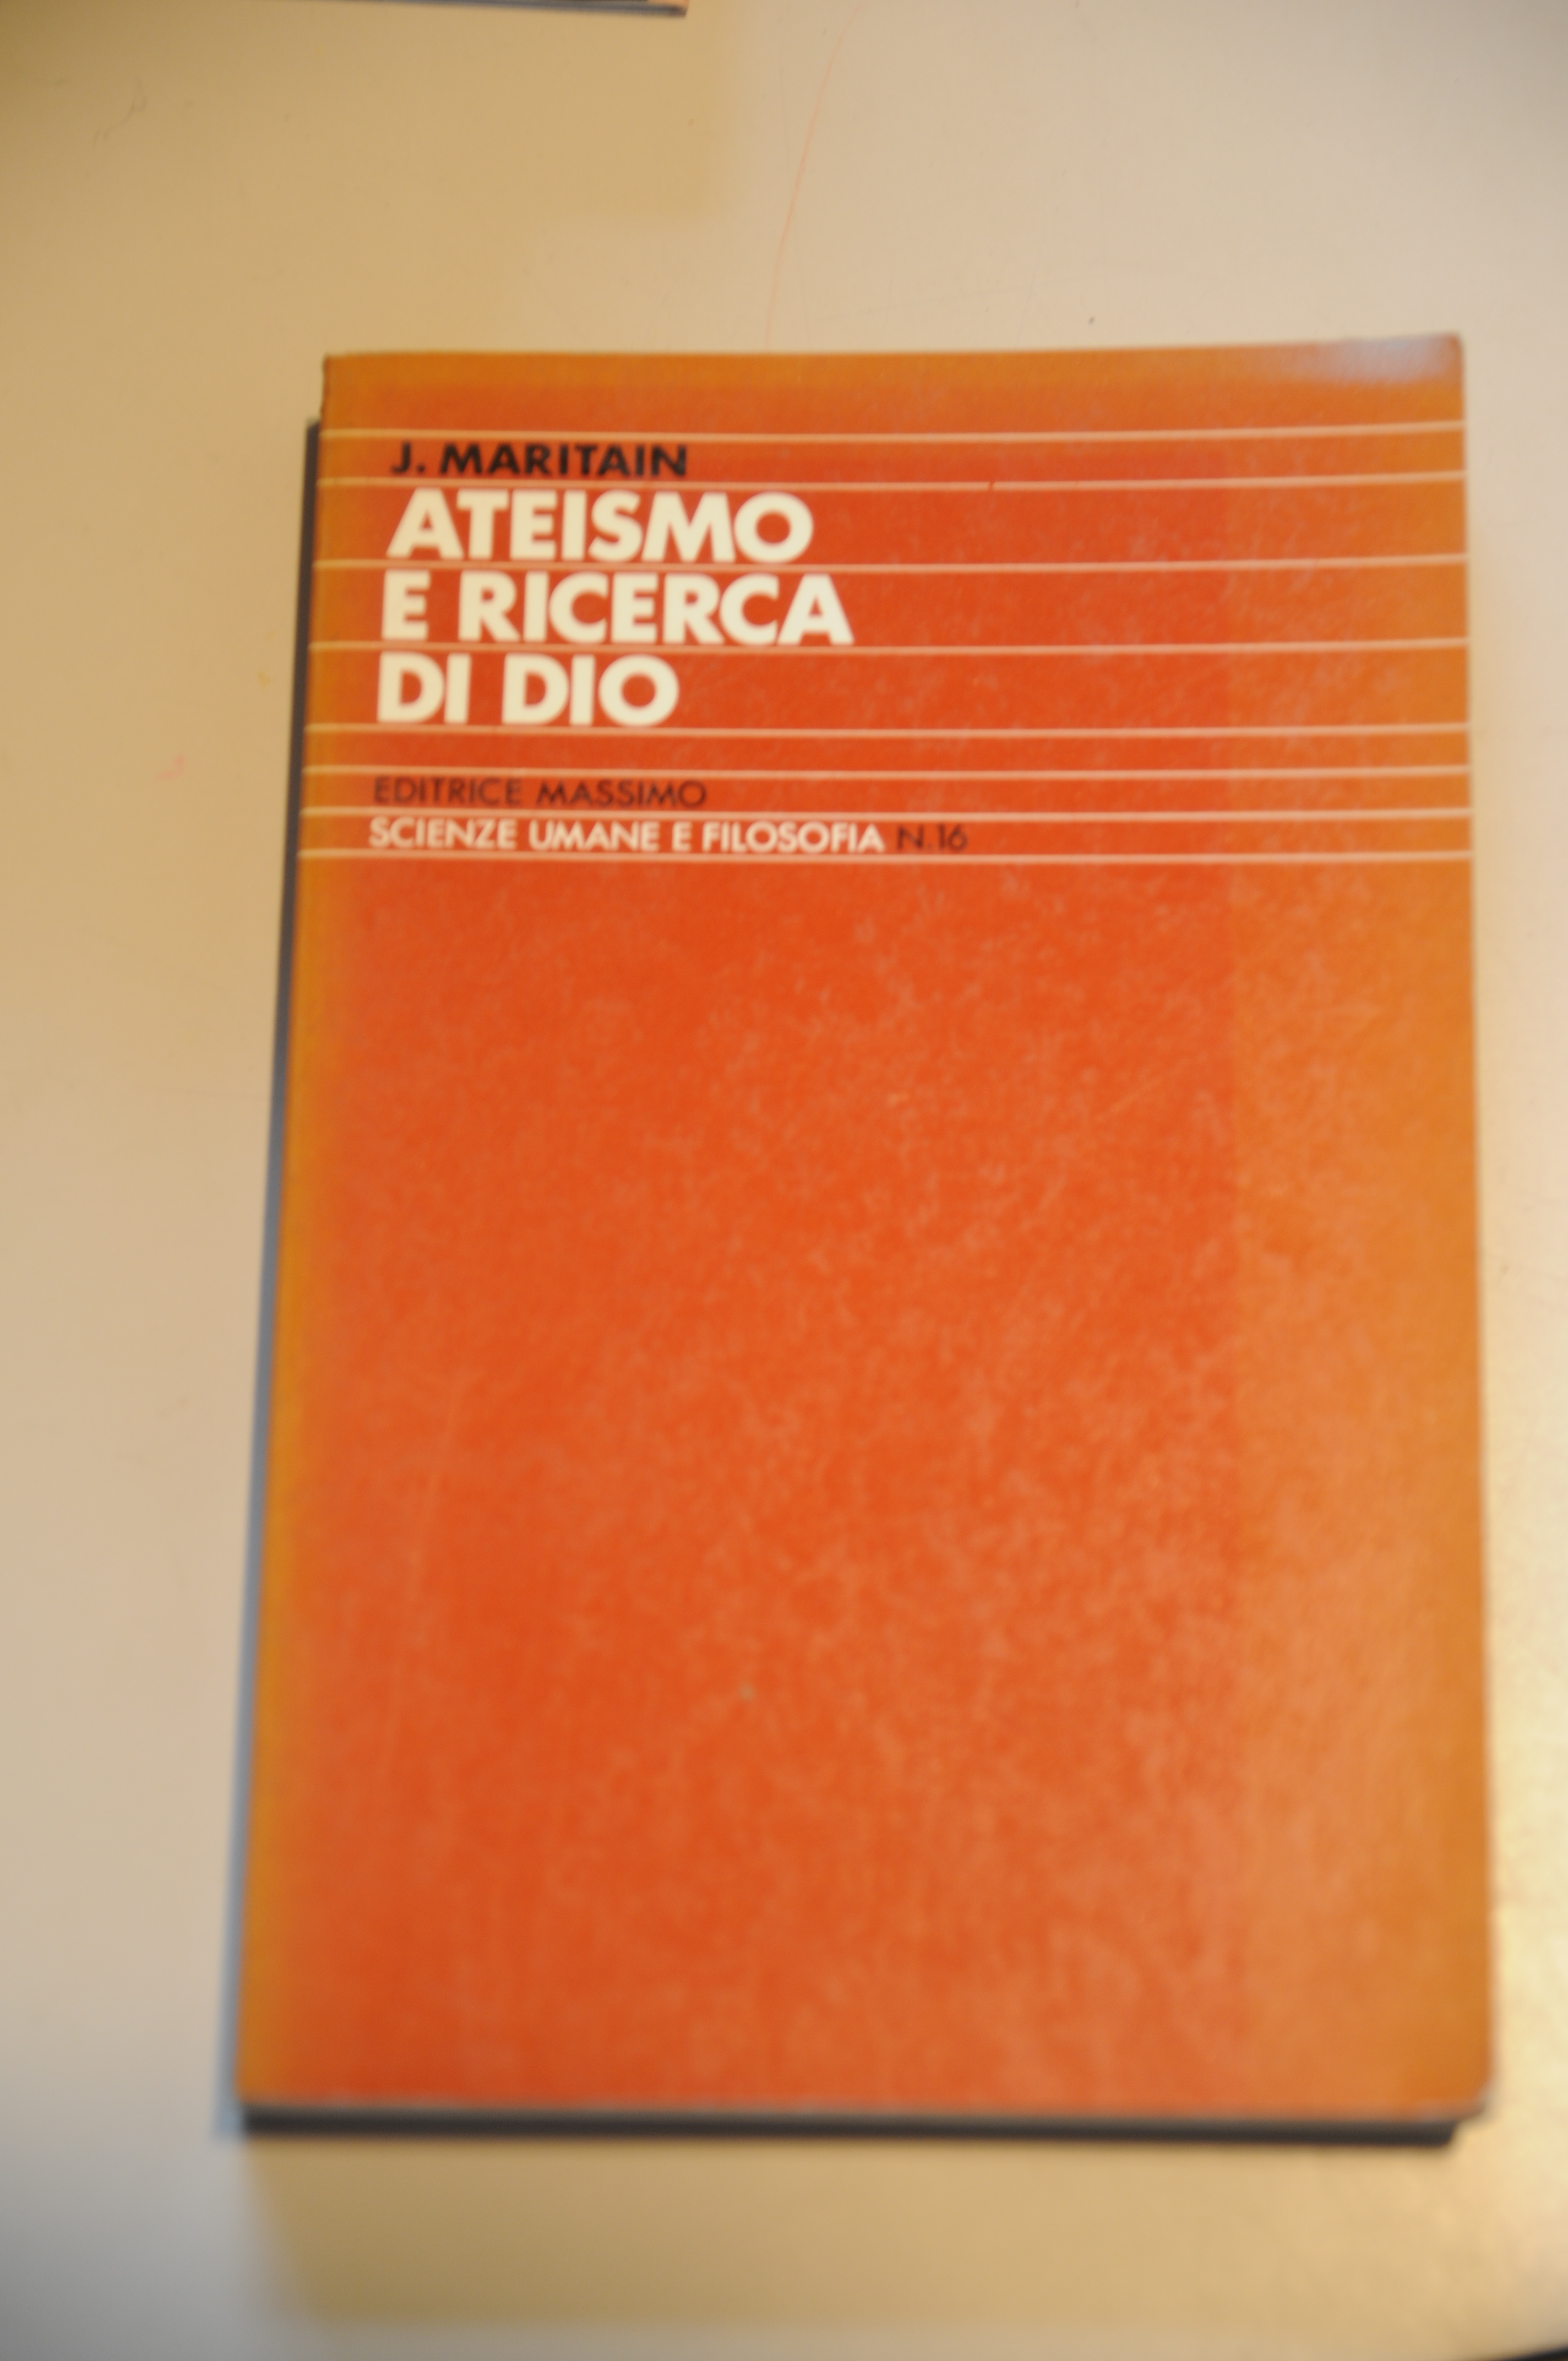 J. MARITAIN
ATEISMO
E RICERCA
DI DIO
EDITRICE MASSIMO
SCIENZE UMANE E FILOSOFIA N.16